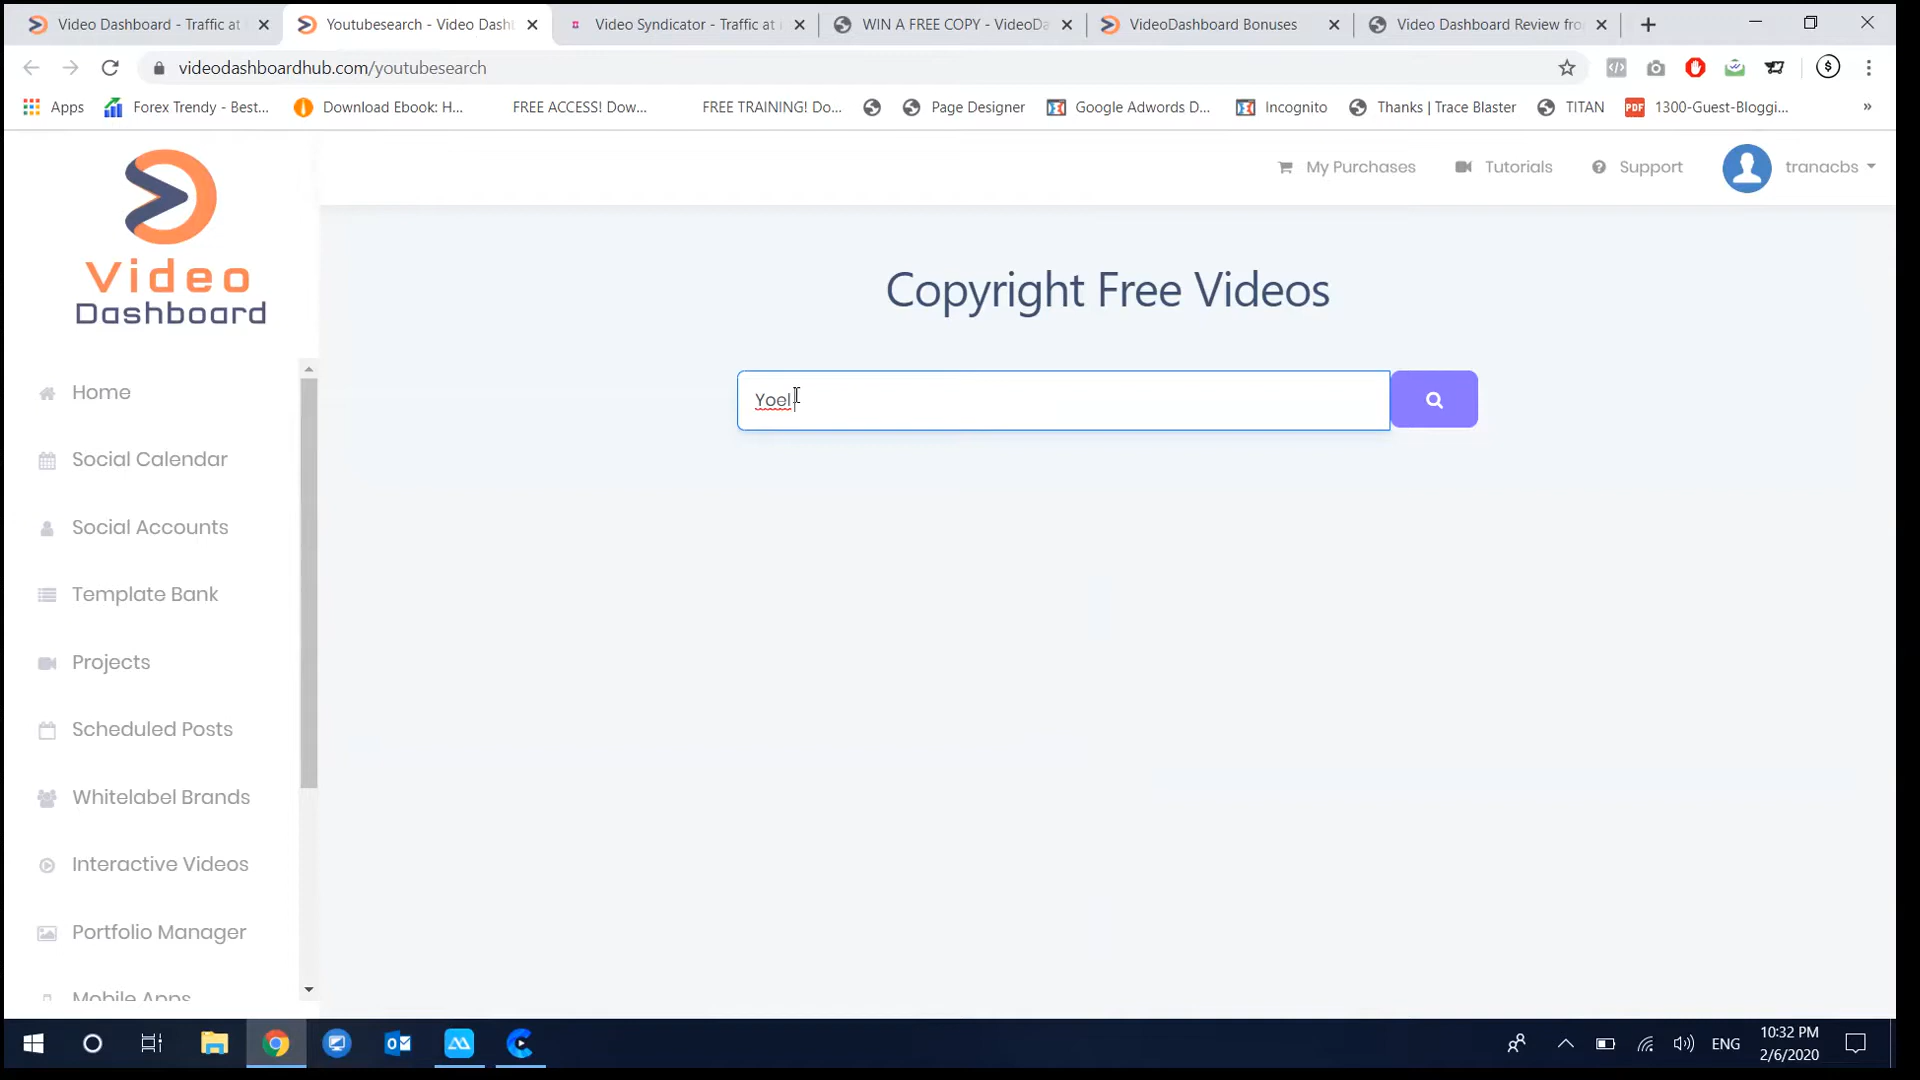 Video Dashboard - Traffic at
Youtubesearch - Video Dash
Video Syndicator - Traffic at
WIN A FREE COPY - VideoDa
VideoDashboard Bonuses
Video Dashboard Review fro
videodashboardhub.com/youtubesearch
Apps
Forex Trendy - Best...
Download Ebook: H...
FREE ACCESS! Dow...
FREE TRAINING! Do...
Page Designer
Google Adwords D...
Incognito
Thanks | Trace Blaster
TITAN
PDF
1300-Guest-Bloggi...
»
Video
Dashboard
My Purchases
Tutorials
Support
tranacbs
Copyright Free Videos
Yoel
Home
Social Calendar
Social Accounts
Template Bank
Projects
Scheduled Posts
Whitelabel Brands
Interactive Videos
Portfolio Manager
Mobile Apps
ENG
10:32 PM
2/6/2020